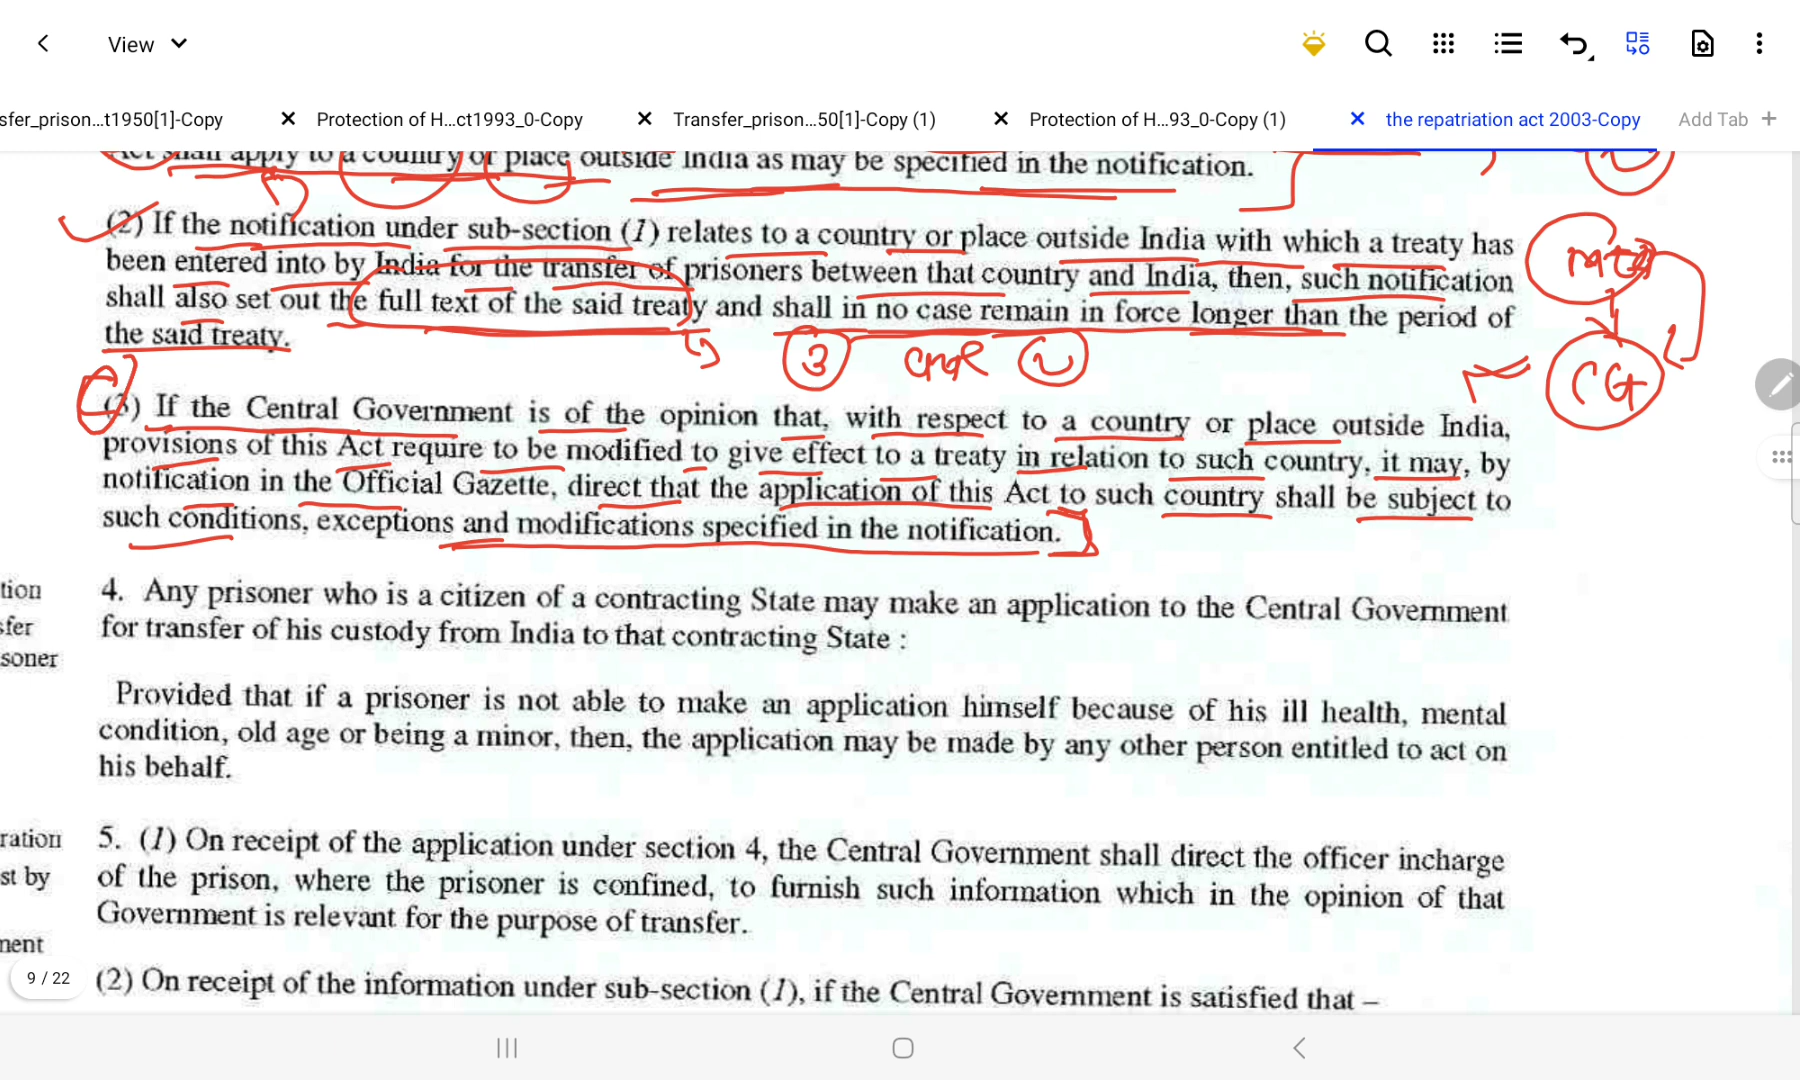 View
sfer_prison...t1950[1]-Copy
Protection of H...ct1993_0-Copy
Transfer_prison...50[1]-Copy (1)
Protection of H...93_0-Copy (1)
the repatriation act 2003-Copy
Add Tab +
Act shall apply to a country or place outside India as may be specified in the notification.
(2) If the notification under sub-section (1) relates to a country or place outside India with which a treaty has
been entered into by India for the transfer of prisoners between that country and India, then, such notification
shall also set out the full text of the said treaty and shall in no case remain in force longer than the period of
the said treaty.
3
CG
(3) If the Central Government is of the opinion that, with respect to a country or place outside India,
provisions of this Act require to be modified to give effect to a treaty in relation to such country, it may, by
notification in the Official Gazette, direct that the application of this Act to such country shall be subject to
such conditions, exceptions and modifications specified in the notification.
tion
sfer
soner
4. Any prisoner who is a citizen of a contracting State may make an application to the Central Government
for transfer of his custody from India to that contracting State :
Provided that if a prisoner is not able to make an application himself because of his ill health, mental
condition, old age or being a minor, then, the application may be made by any other person entitled to act on
his behalf.
ration
st by
ment
5. (1) On receipt of the application under section 4, the Central Government shall direct the officer incharge
of the prison, where the prisoner is confined, to furnish such information which in the opinion of that
Government is relevant for the purpose of transfer.
9 / 22
(2) On receipt of the information under sub-section (1), if the Central Government is satisfied that –